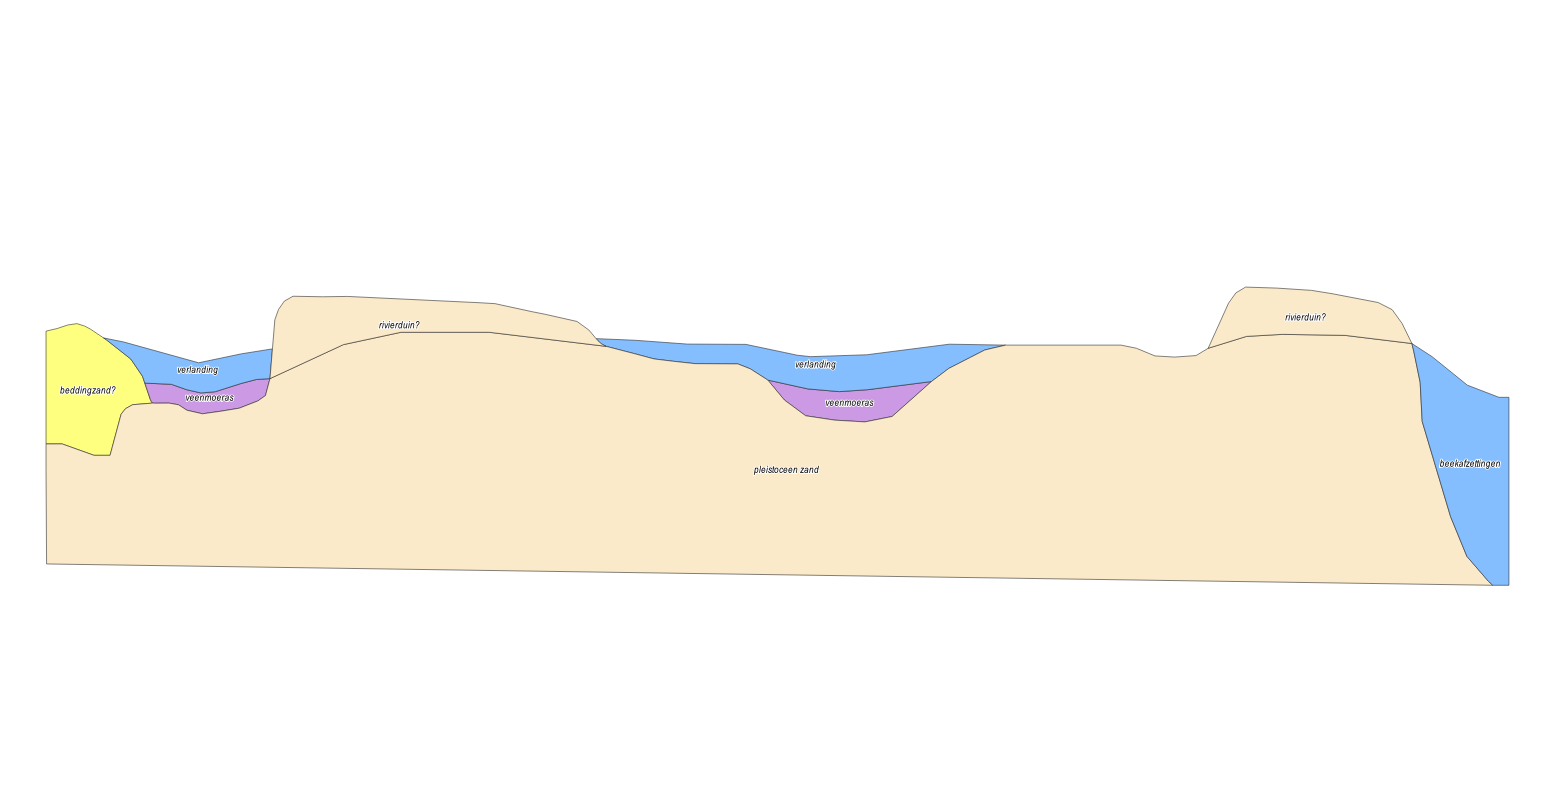 rivierduin?
rivierduin?
verlanding
verlanding
beddingzand?
veenmoeras
veenmoeras
beekafzettingen
pleistoceen zand